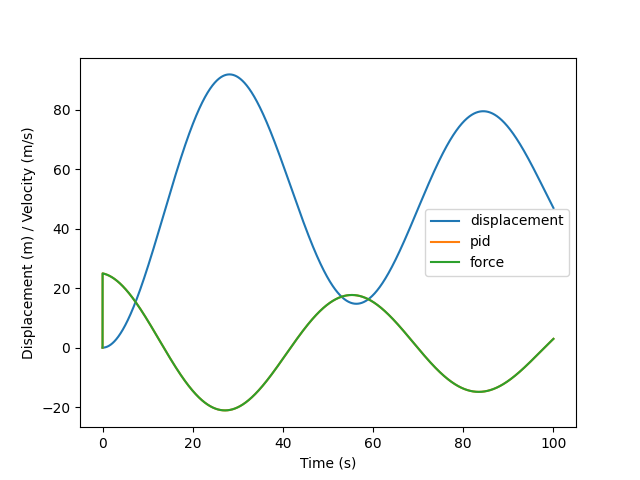 80
60
40
20
0
−20
Displacement (m) / Velocity (m/s)
displacement
pid
force
0 20 40 60 80 100
Time (s)